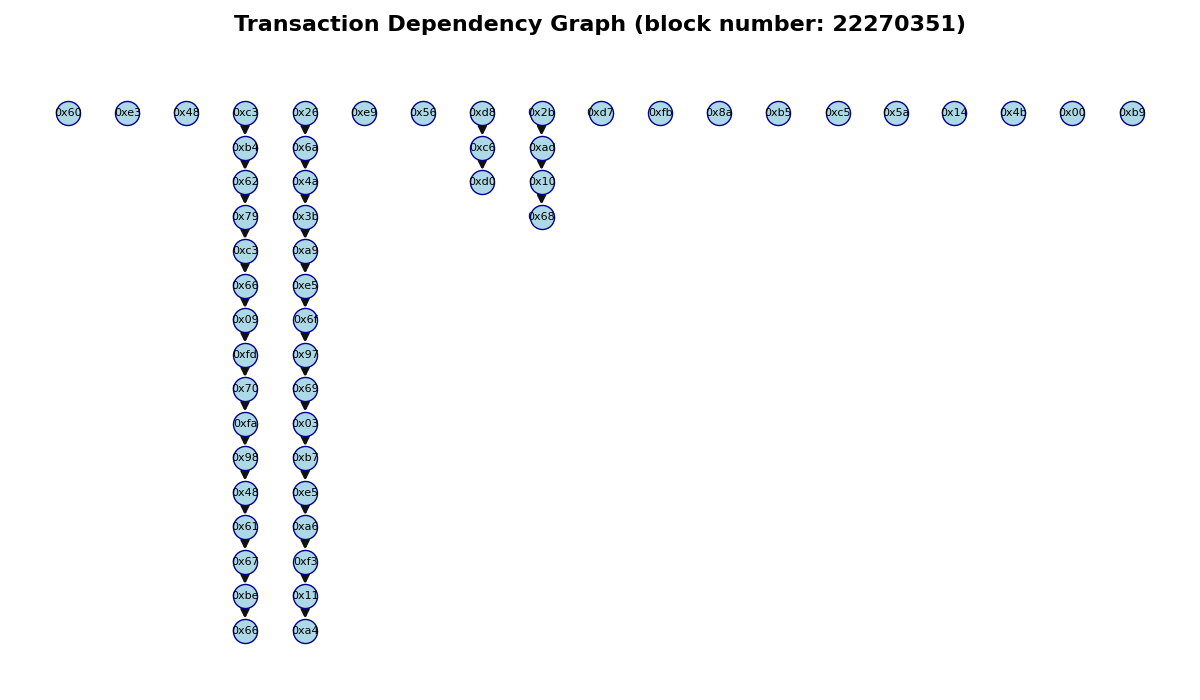 Transaction Dependency Graph (block number: 22270351)
0x60 0xe3 0x48 0xc3 0x26 0xe9 0x56 0xd8 0x2b 0xd7 0xfb 0x8a 0xb5 0xc5 0x5a 0x14 0x4b 0x00 0xb9
0xb4 0x6a 0xc6 0xad
0x62 0x4a 0xd0 0x10
0x79 0x3b 0x68
0xc3 0xa9
0x66 0xe5
0x09 0x6f
0xfd 0x97
0x70 0x69
0xfa 0x03
0x98 0xb7
0x48 0xe5
0x61 0xa6
0x67 0xf3
0xbe 0x11
0x66 0xa4